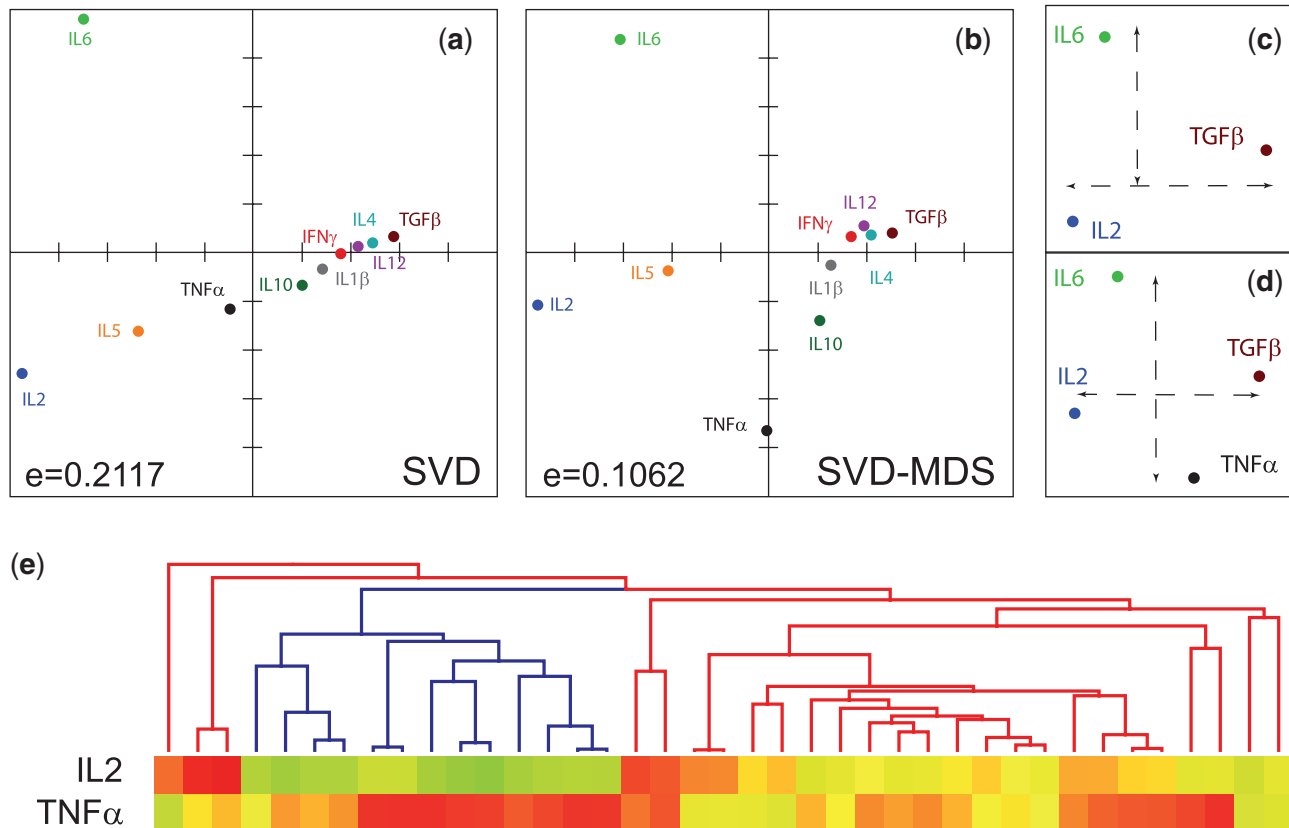 (a)
IL6
IL4
TGFβ
IFNγ
IL12
IL10
IL1β
TNFα
IL5
IL2
e=0.2117
SVD
(b)
IL6
IL12
IFNγ
TGFβ
IL5
IL1β
IL4
IL2
IL10
TNFα
e=0.1062
SVD-MDS
(c)
IL6
TGFβ
IL2
(d)
IL6
TGFβ
IL2
TNFα
(e)
IL2
TNFα